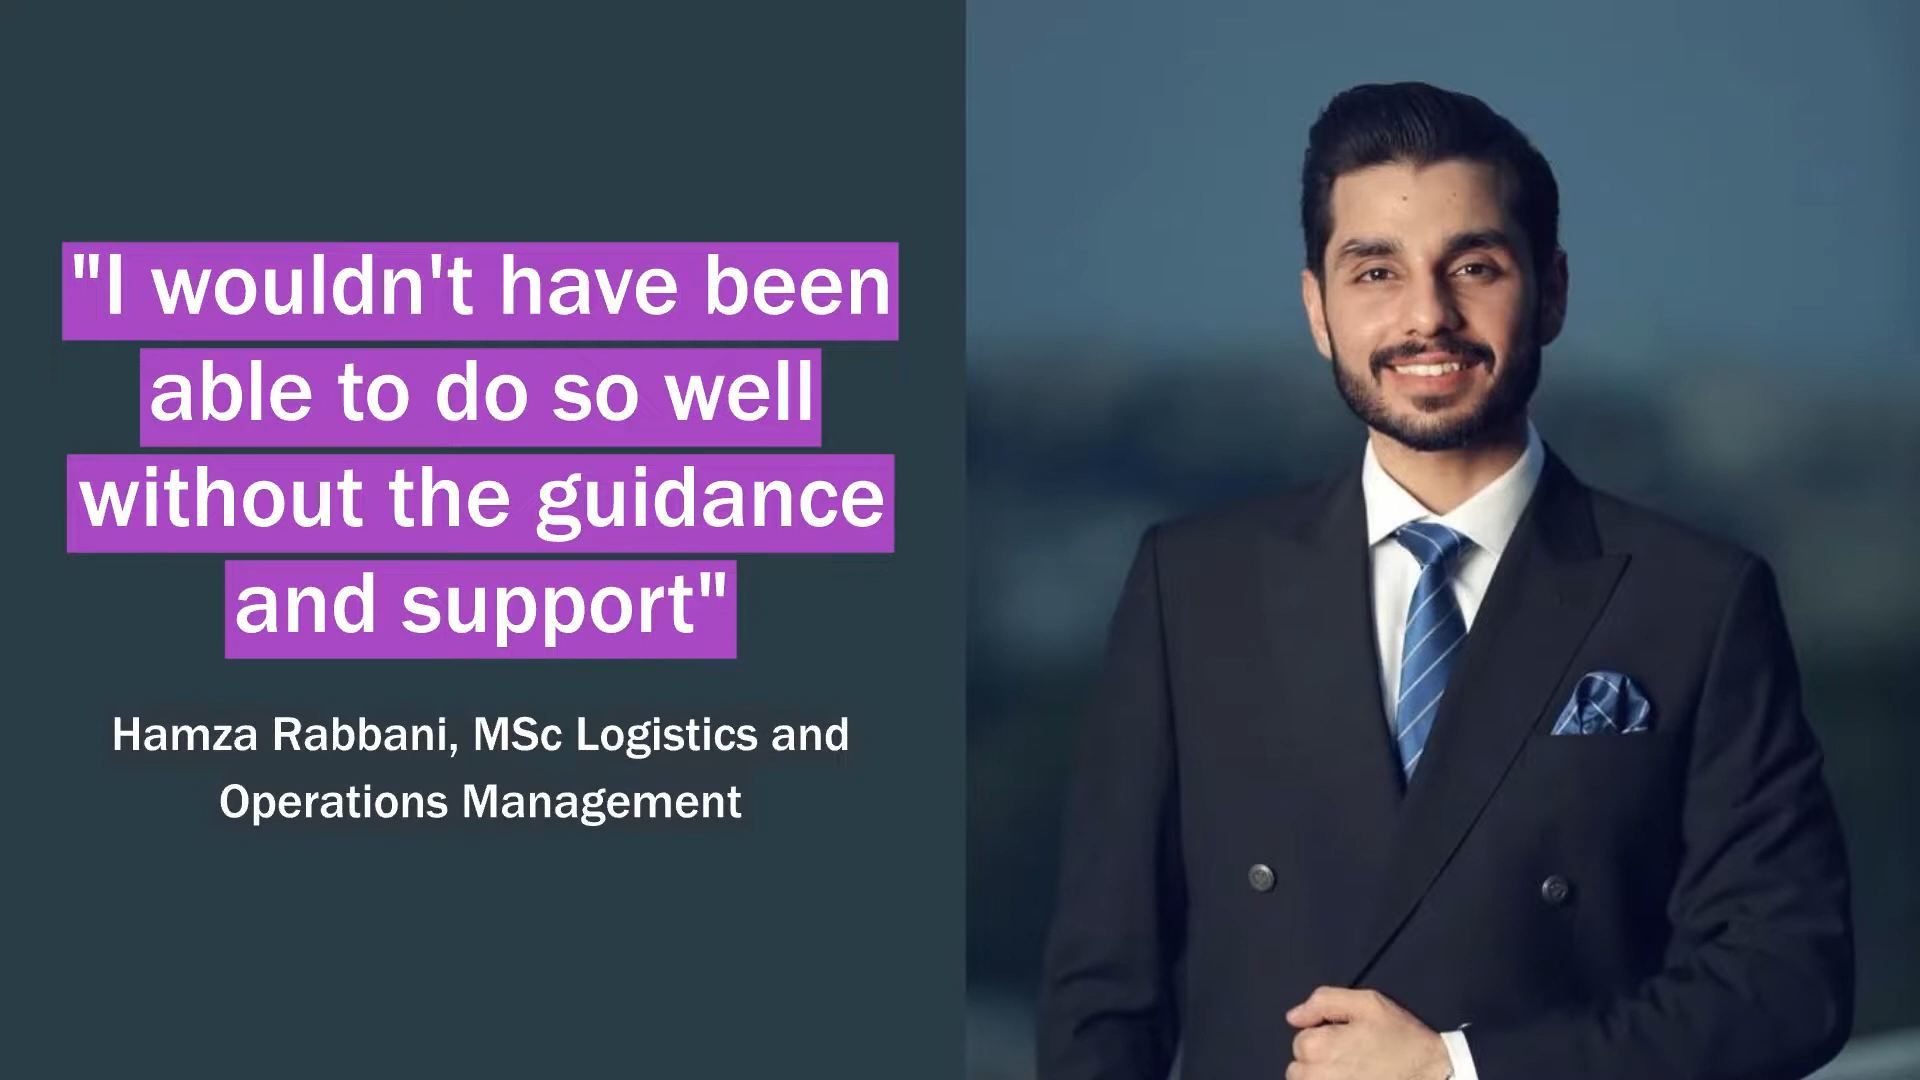 "I wouldn't have been
able to do so well
without the guidance
and support"
Hamza Rabbani, MSc Logistics and
Operations Management